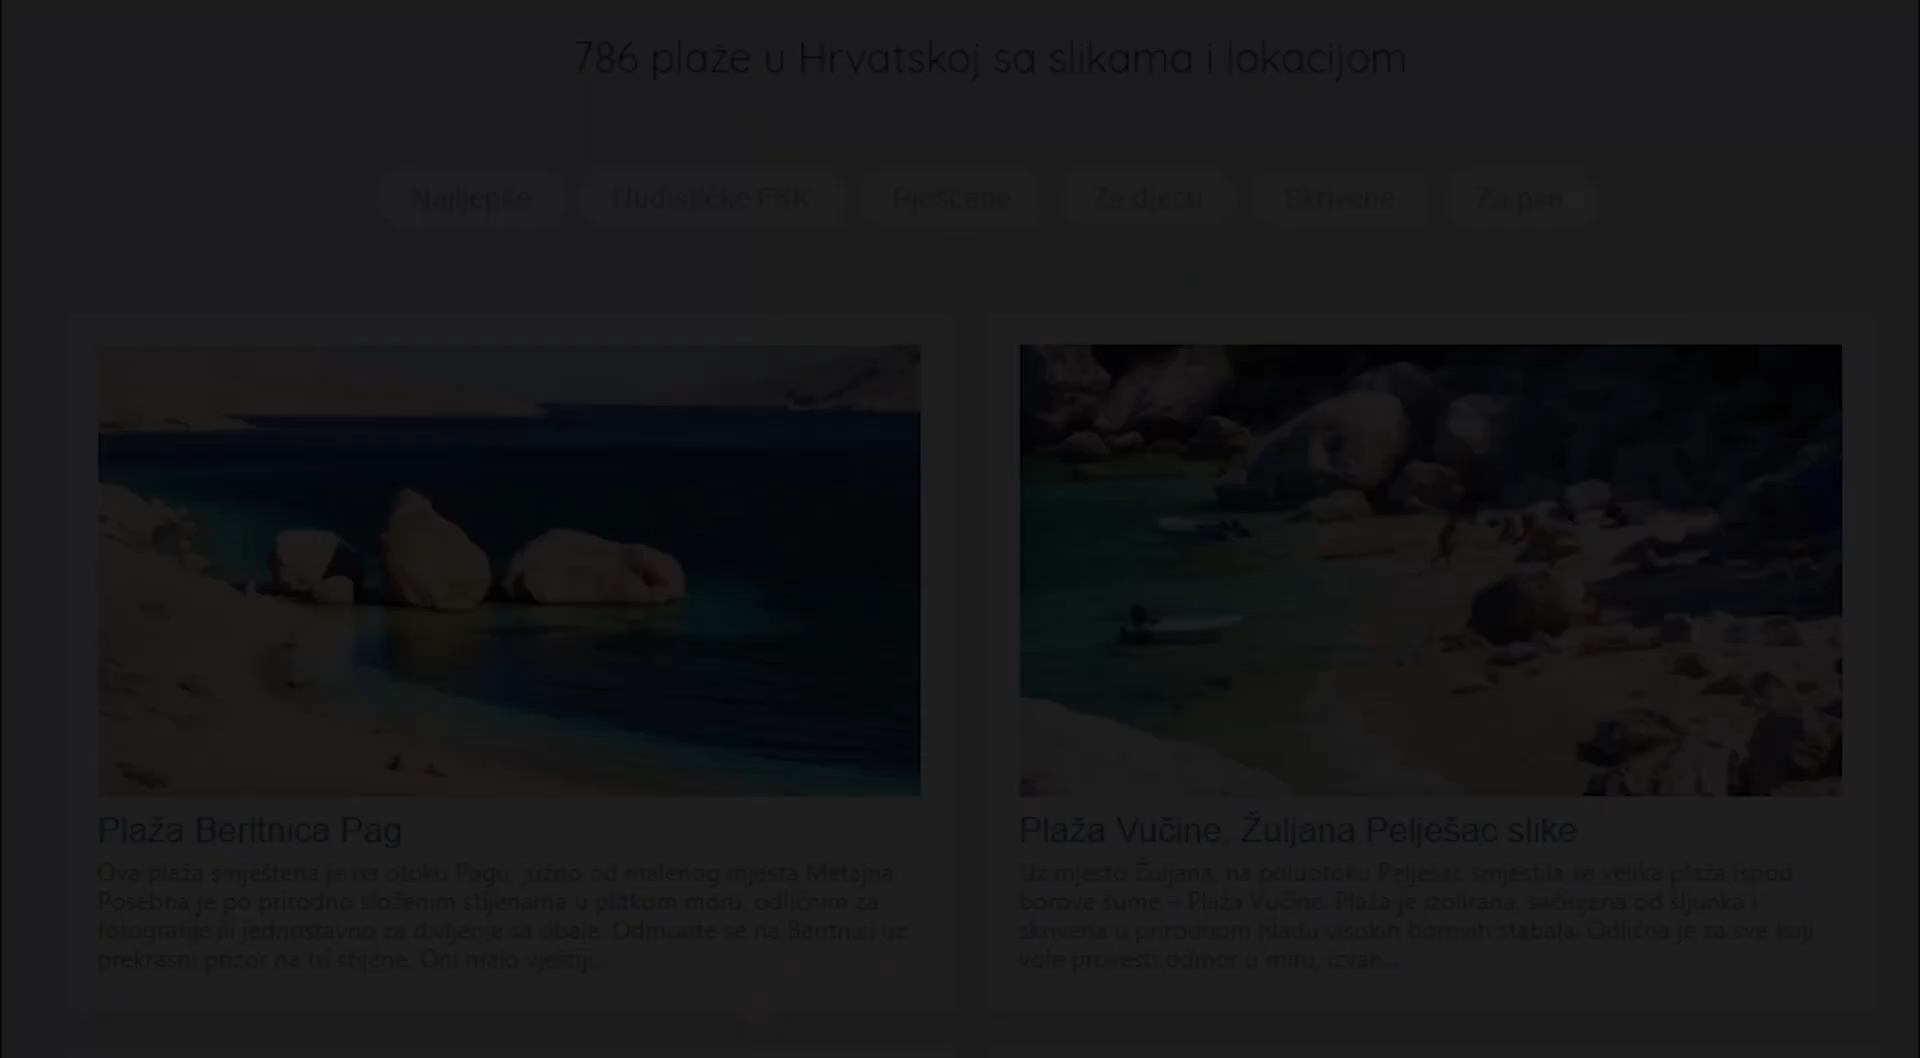 786 plaže u Hrvatskoj sa slikama i lokacijom
Najljepše Nudističke FKK Pješčane Za djecu Skrivene Za pse
Plaža Beritnica Pag
Plaža Vučine, Žuljana Pelješac slike
Ova plaža smještena je na otoku Pagu, južno od malenog mjesta Metajna.
Posebna je po prirodno složenim stijenama u plitkom moru, odličnim za
fotografije ili jednostavno za divljenje sa obale. Odmorite se na Beritnici uz
prekrasni prizor na tri stijene. Oni malo vještiji...
Uz mjesto Žuljana, na poluotoku Pelješac smjestila se velika plaža ispod
borove šume – Plaža Vučine. Plaža je izolirana, sačinjena od šljunka i
skrivena u prirodnom hladu visokih borovih stabala. Odlična je za sve koji
vole provesti odmor u miru, izvan...